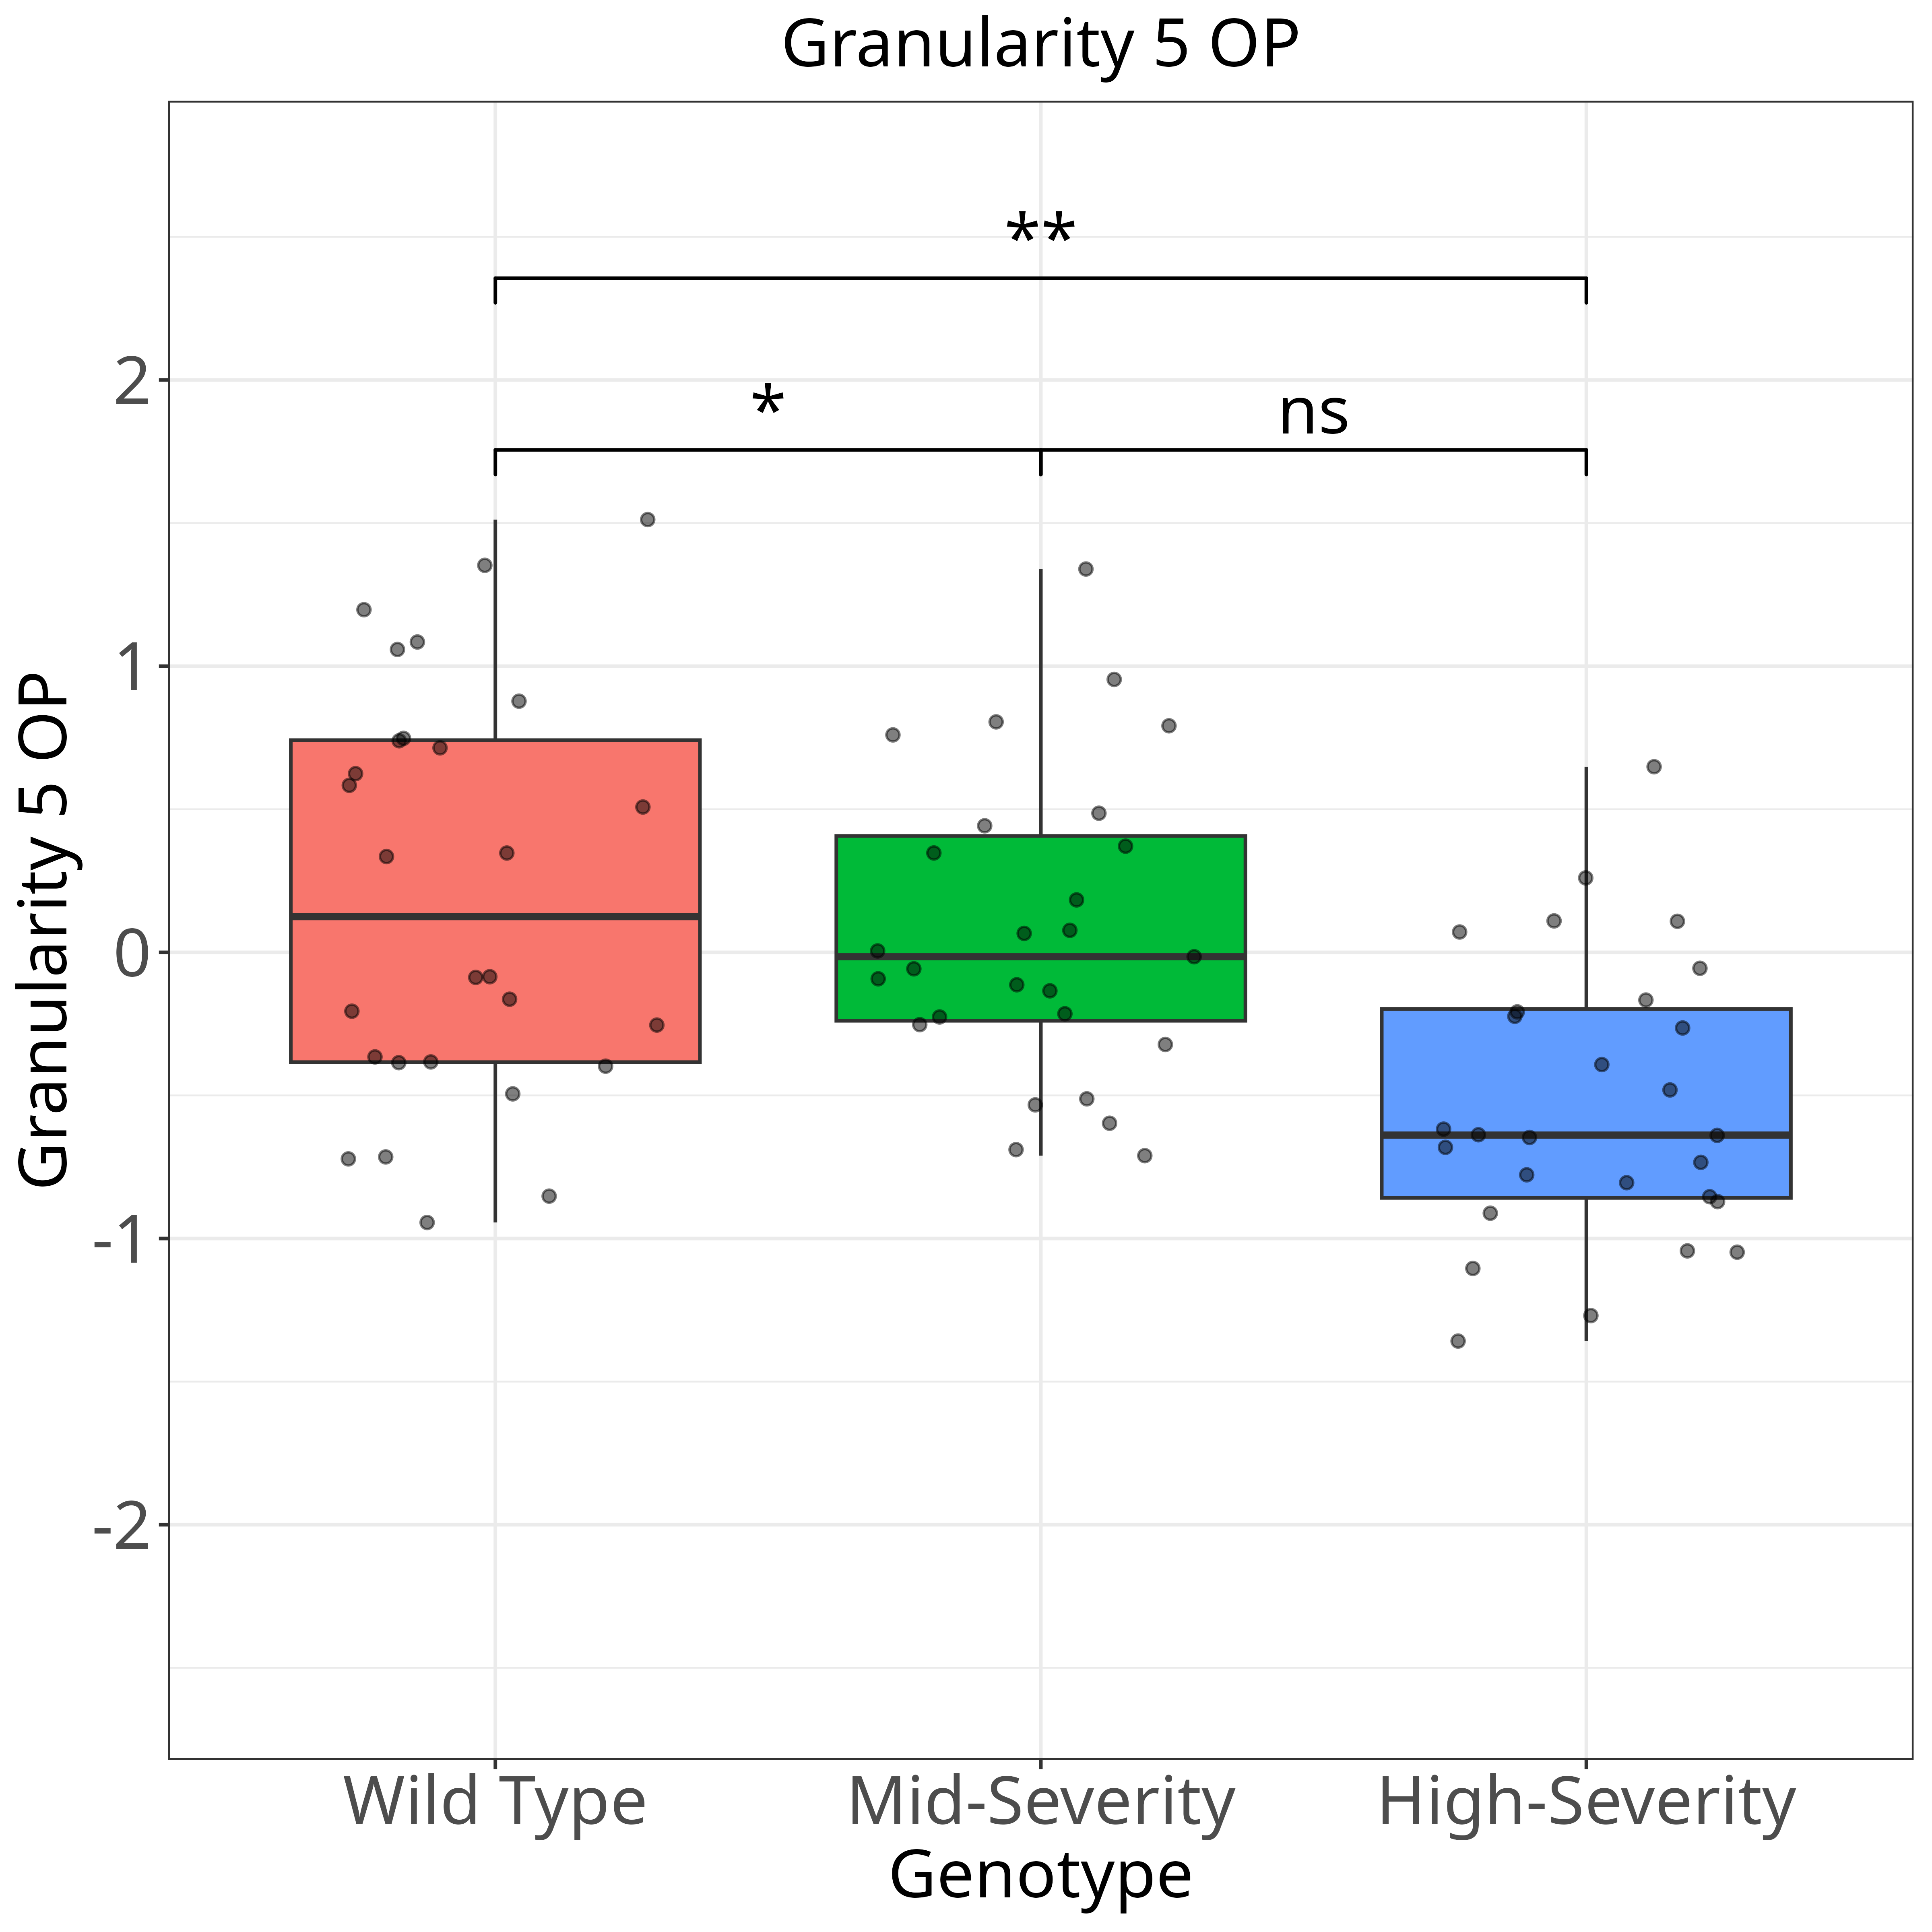 Granularity 5 OP
**
* ns
2
1
0
-1
-2
Granularity 5 OP
Wild Type Mid-Severity High-Severity
Genotype